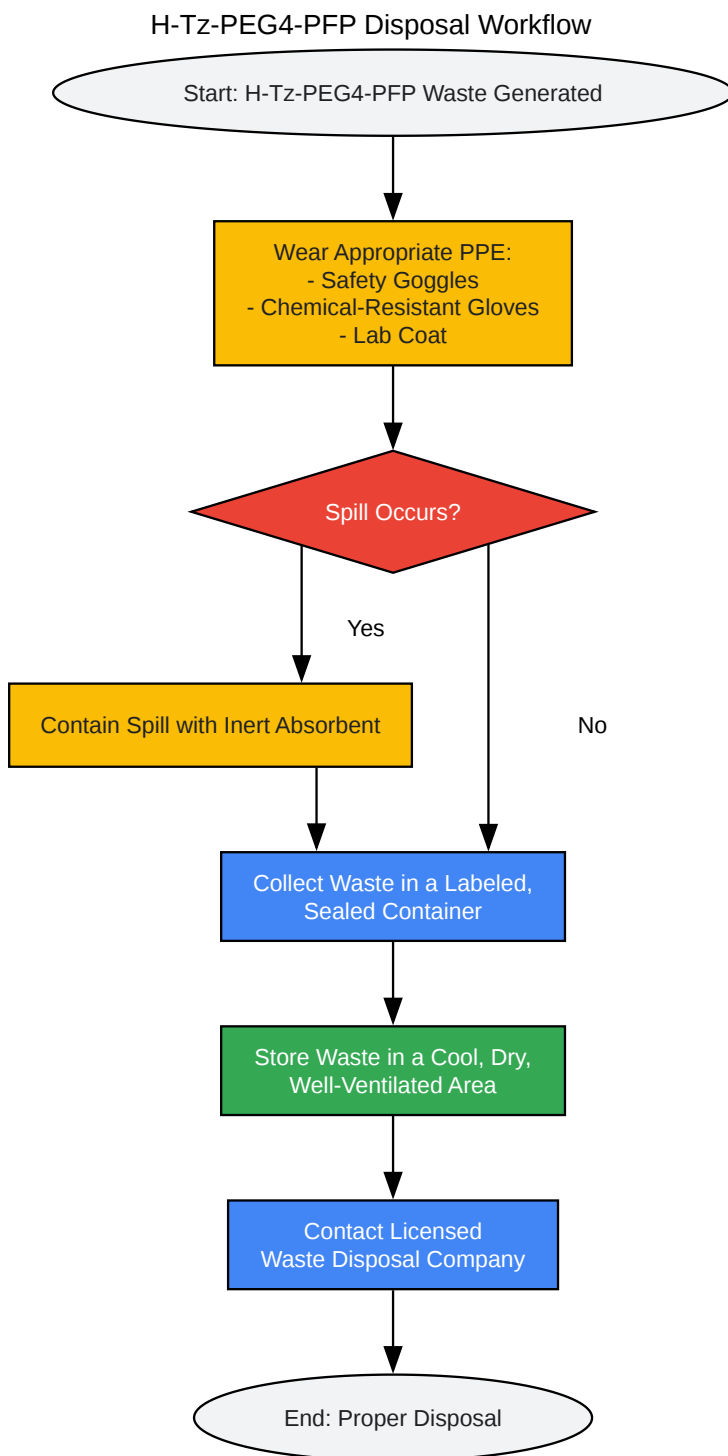 H-Tz-PEG4-PFP Disposal Workflow
Start: H-Tz-PEG4-PFP Waste Generated
Wear Appropriate PPE:
- Safety Goggles
- Chemical-Resistant Gloves
- Lab Coat
Spill Occurs?
Yes
Contain Spill with Inert Absorbent
No
Collect Waste in a Labeled,
Sealed Container
Store Waste in a Cool, Dry,
Well-Ventilated Area
Contact Licensed
Waste Disposal Company
End: Proper Disposal